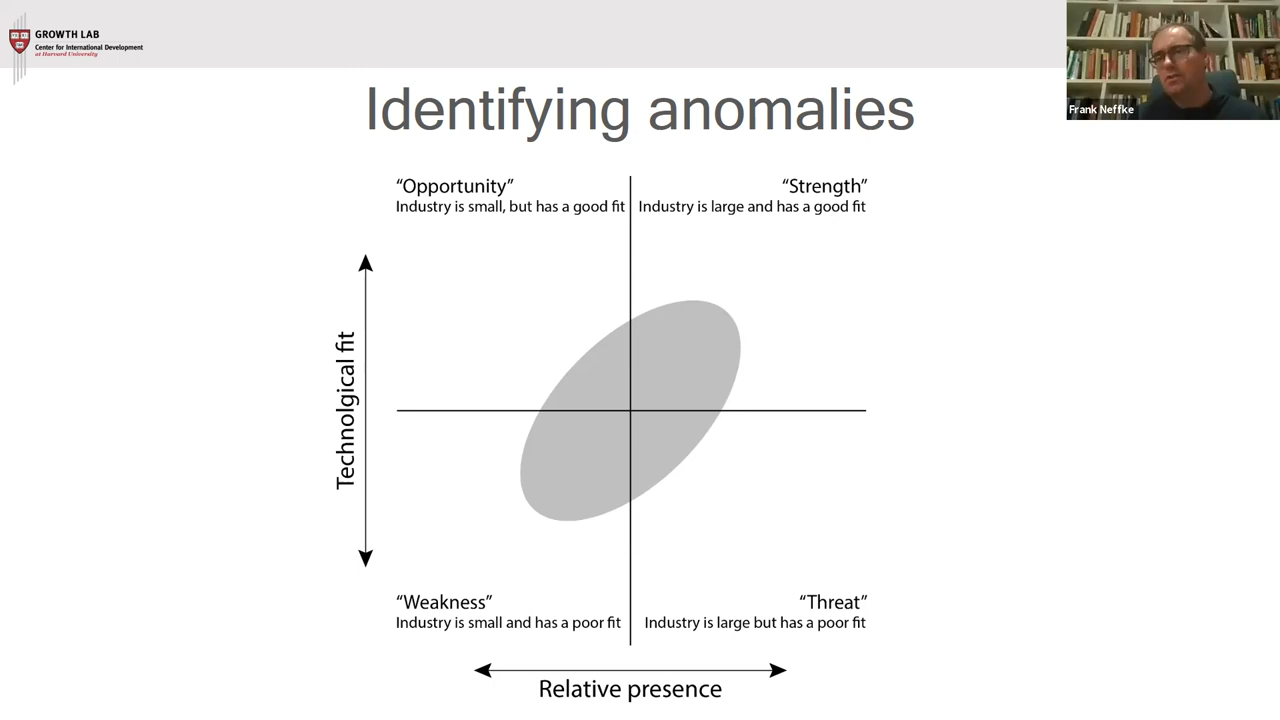 GROWTH LAB
Center for International Development
at Harvard University
Frank Neffke
Identifying anomalies
“Opportunity”
Industry is small, but has a good fit
“Strength”
Industry is large and has a good fit
Technolgical fit
“Weakness”
Industry is small and has a poor fit
“Threat”
Industry is large but has a poor fit
Relative presence